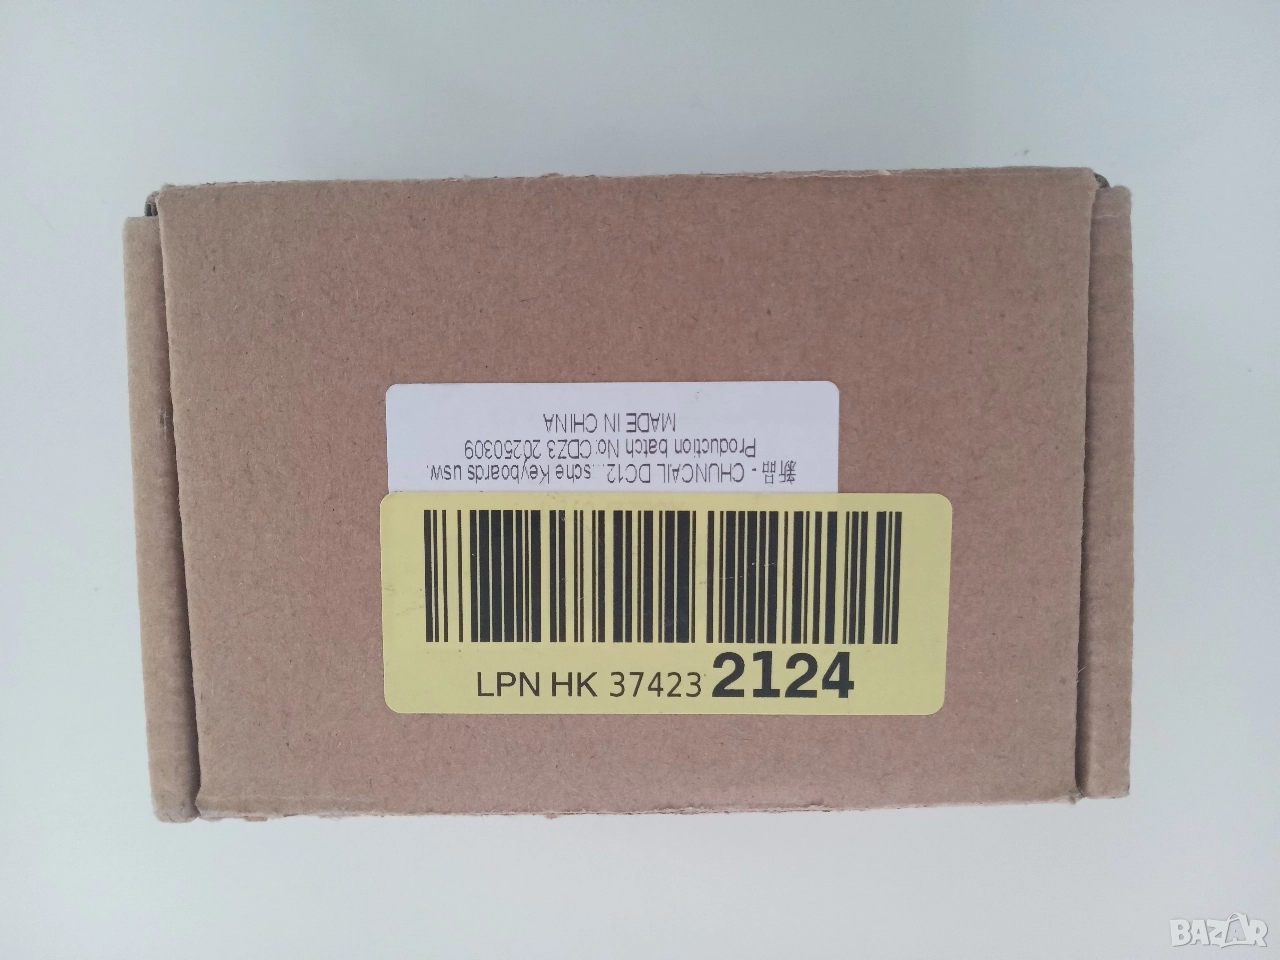 新品 - CHUNCAIL DC12...sche Keyboards usw.
Production batch No:CDZ3 20250309
MADE IN CHINA
LPN HK 37423 2124
BAZAR